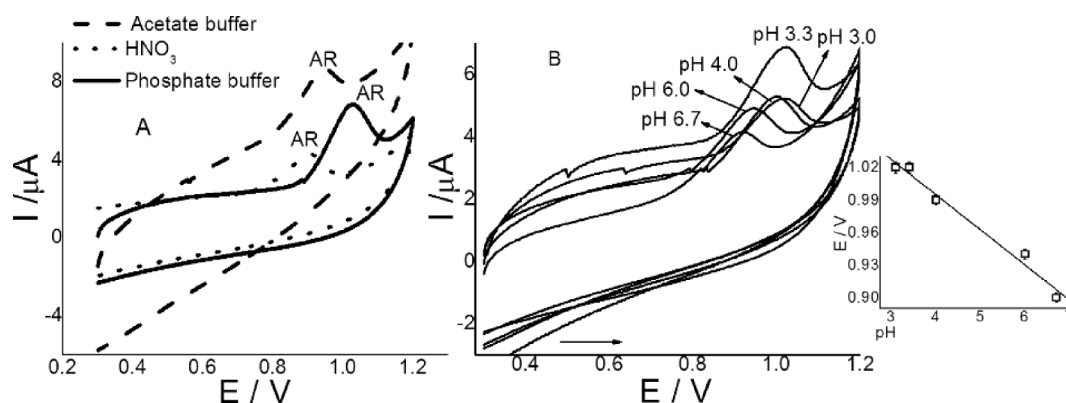 Acetate buffer
HNO₃
Phosphate buffer
A
AR
AR
AR
I /µA
8
4
0
-4
0.2 0.4 0.6 0.8 1.0 1.2
E / V
B
pH 3.3
pH 3.0
pH 4.0
pH 6.0
pH 6.7
I /µA
6
4
2
0
-2
0.4 0.6 0.8 1.0 1.2
E / V
E / V
1.02
0.99
0.96
0.93
0.90
3 4 6
pH